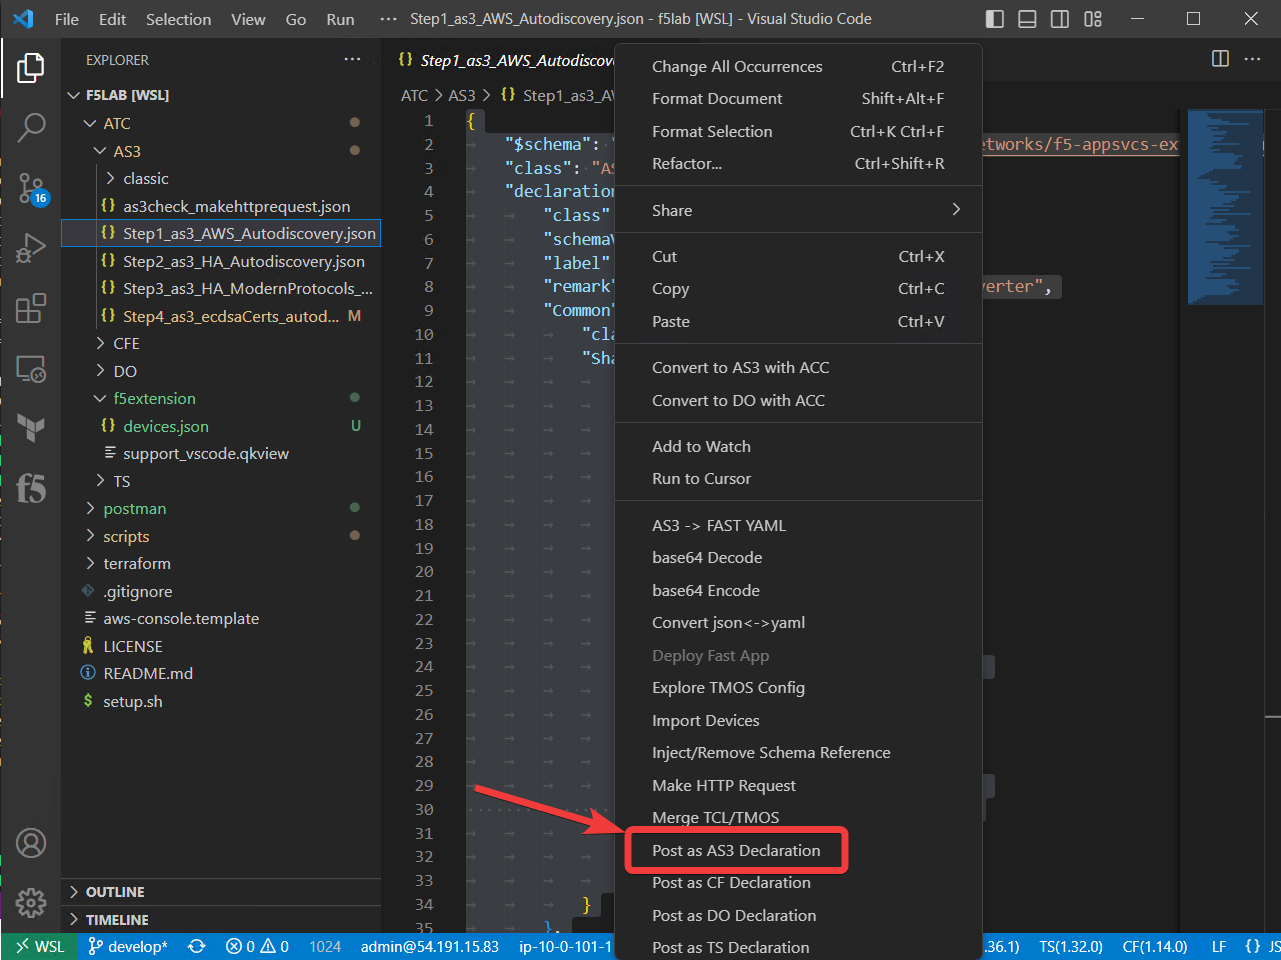 File Edit Selection View Go Run ··· Step1_as3_AWS_Autodiscovery.json - f5lab [WSL] - Visual Studio Code
EXPLORER ···
F5LAB [WSL]
ATC
AS3
classic
{} as3check_makehttprequest.json
{} Step1_as3_AWS_Autodiscovery.json
{} Step2_as3_HA_Autodiscovery.json
{} Step3_as3_HA_ModernProtocols_...
{} Step4_as3_ecdsaCerts_autod... M
CFE
DO
f5extension
{} devices.json U
support_vscode.qkview
TS
postman
scripts
terraform
.gitignore
aws-console.template
LICENSE
README.md
$ setup.sh
OUTLINE
TIMELINE
16
f5
{} Step1_as3_AWS_Autodiscove
ATC > AS3 > {} Step1_as3_A
1 {
2 "$schema": "
etworks/f5-appsvcs-ex
3 "class": "AS
4 "declaration
5 "class"
6 "schemaV
7 "label"
8 "remark"
verter",
9 "Common"
10 "cla
11 "Sha
12
13
14
15
16
17
18
19
20
21
22
23
24
25
26
27
28
29
30
31
32
33
34 }
35 },
Change All Occurrences Ctrl+F2
Format Document Shift+Alt+F
Format Selection Ctrl+K Ctrl+F
Refactor... Ctrl+Shift+R
Share
Cut Ctrl+X
Copy Ctrl+C
Paste Ctrl+V
Convert to AS3 with ACC
Convert to DO with ACC
Add to Watch
Run to Cursor
AS3 -> FAST YAML
base64 Decode
base64 Encode
Convert json<->yaml
Deploy Fast App
Explore TMOS Config
Import Devices
Inject/Remove Schema Reference
Make HTTP Request
Merge TCL/TMOS
Post as AS3 Declaration
Post as CF Declaration
Post as DO Declaration
Post as TS Declaration
WSL develop* 0 0 1024 admin@54.191.15.83 ip-10-0-101-1 .36.1) TS(1.32.0) CF(1.14.0) LF {} JS